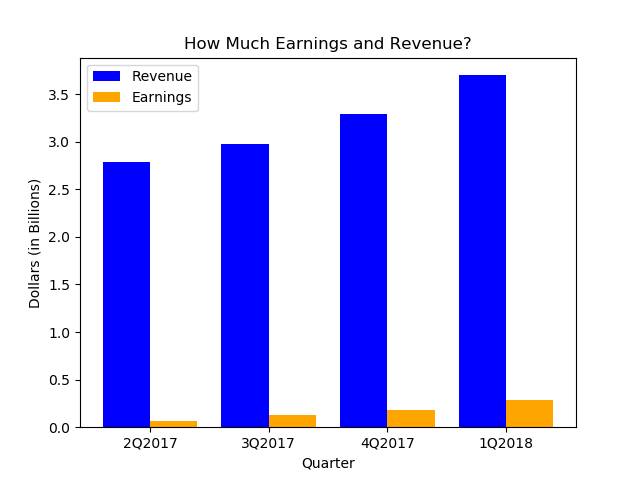 How Much Earnings and Revenue?
Revenue
Earnings
Dollars (in Billions)
3.5
3.0
2.5
2.0
1.5
1.0
0.5
0.0
2Q2017 3Q2017 4Q2017 1Q2018
Quarter